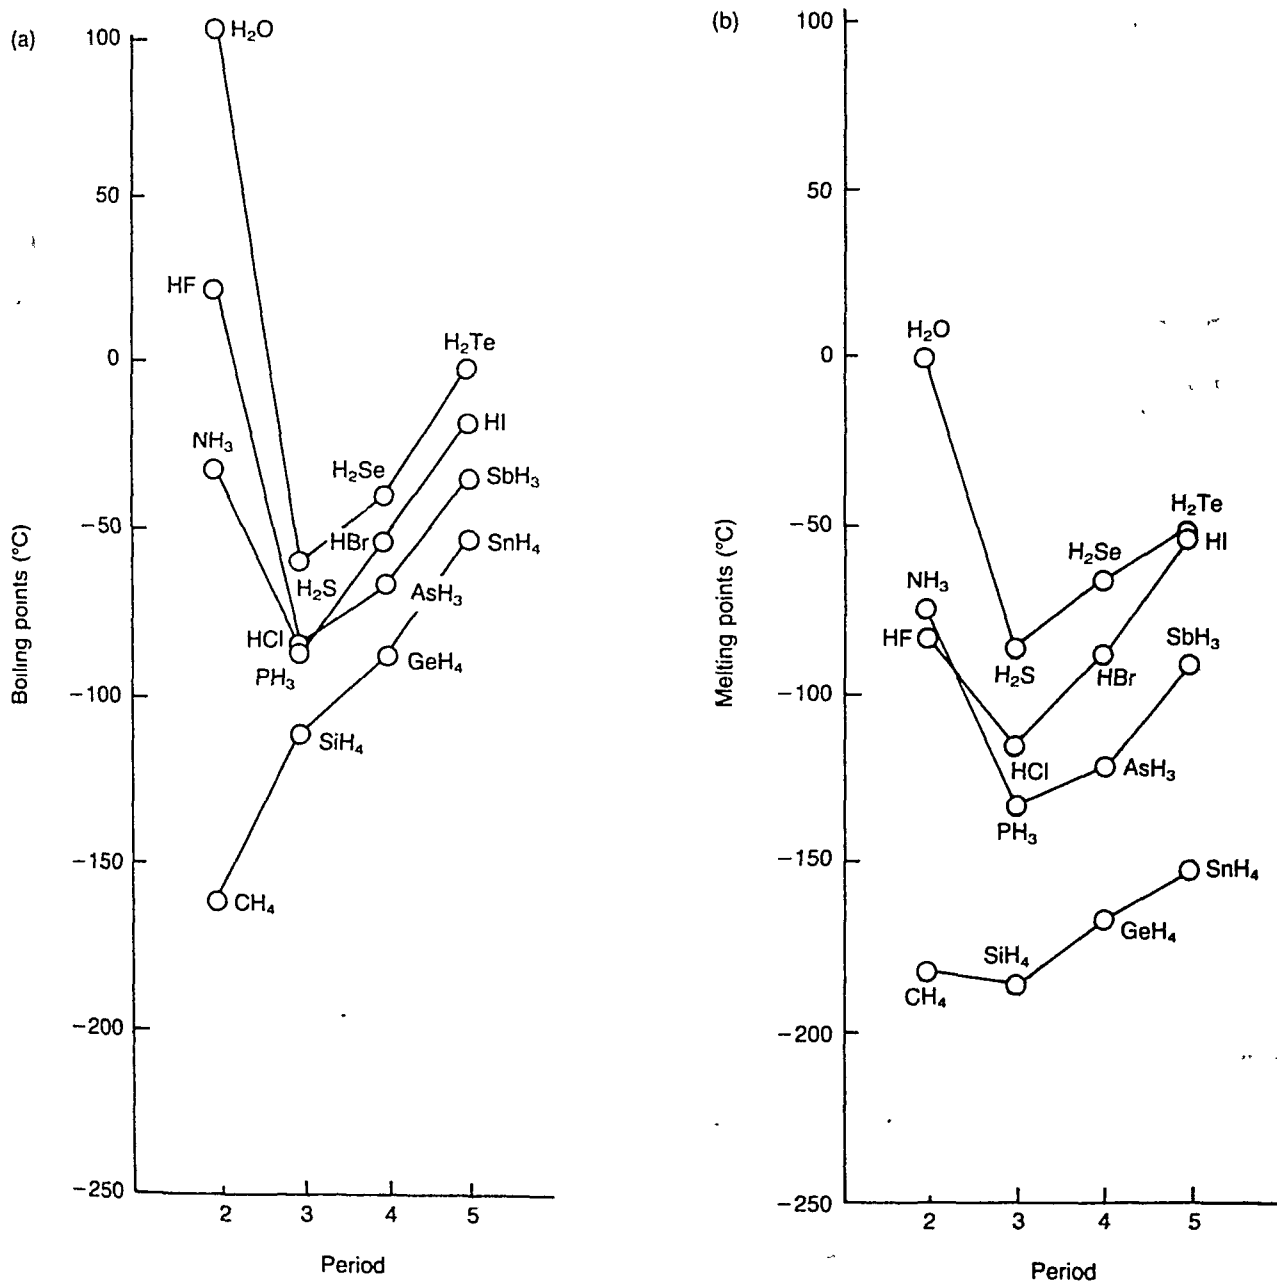 (a)
Boiling points (°C)
100
50
0
−50
−100
−150
−200
−250
H₂O
HF
NH₃
H₂Te
HI
H₂Se
SbH₃
HBr
SnH₄
H₂S
AsH₃
HCl
PH₃
GeH₄
SiH₄
CH₄
2 3 4 5
Period
(b)
Melting points (°C)
100
50
0
−50
−100
−150
−200
−250
H₂O
H₂Te
HI
H₂Se
NH₃
HF
SbH₃
H₂S
HBr
HCl
AsH₃
PH₃
SnH₄
GeH₄
SiH₄
CH₄
2 3 4 5
Period